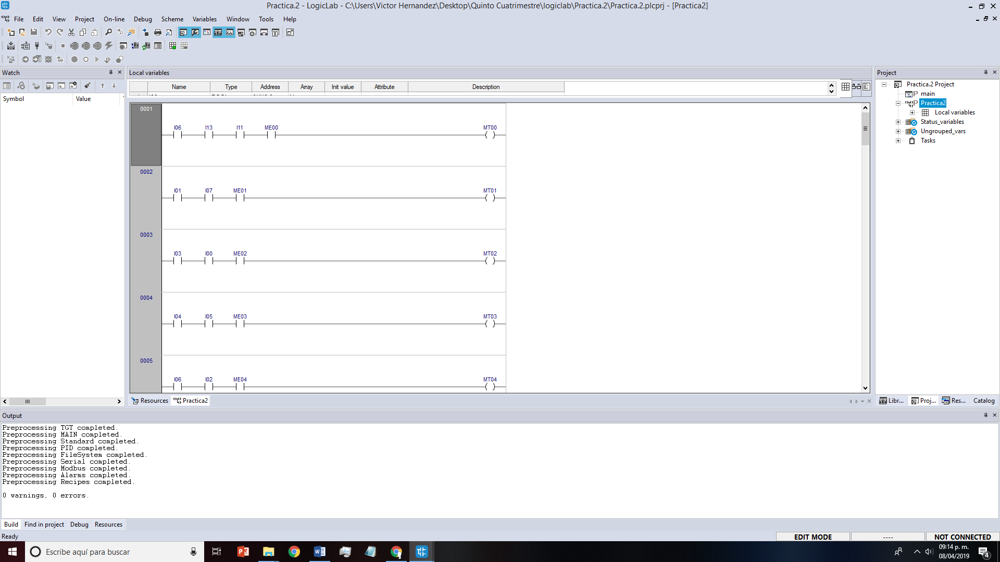 Practica.2 - LogicLab - C:\Users\Victor Hernandez\Desktop\Quinto Cuatrimestre\logiclab\Practica.2\Practica.2.plcprj - [Practica2]
File Edit View Project On-line Debug Scheme Variables Window Tools Help
Watch
Symbol Value
Local variables
Name Type Address Array Init value Attribute Description
0001
I06 I13 I11 ME00 MT00
0002
I01 I07 ME01 MT01
0003
I03 I00 ME02 MT02
0004
I04 I05 ME03 MT03
0005
I06 I02 ME04 MT04
Resources Practica2
Project
Practica.2 Project
main
Practica2
Local variables
Status_variables
Ungrouped_vars
Tasks
Libr... Proj... Res... Catalog
Output
Preprocessing TGT completed.
Preprocessing MAIN completed.
Preprocessing Standard completed.
Preprocessing PID completed.
Preprocessing FileSystem completed.
Preprocessing Serial completed.
Preprocessing Modbus completed.
Preprocessing Alarms completed.
Preprocessing Recipes completed.
0 warnings, 0 errors.
Build Find in project Debug Resources
Ready
EDIT MODE ---- NOT CONNECTED
Escribe aquí para buscar
09:14 p. m.
08/04/2019
4